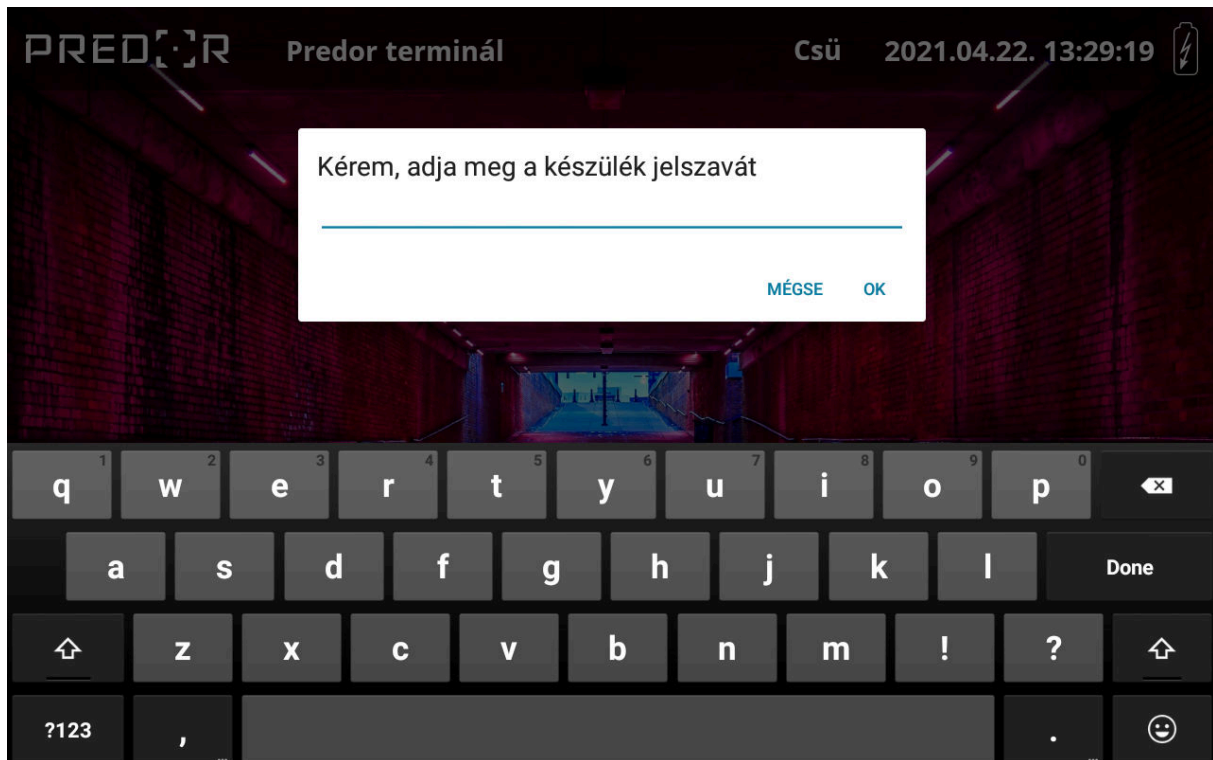 PRED[·]R Predor terminál Csü 2021.04.22. 13:29:19
Kérem, adja meg a készülék jelszavát
MÉGSE OK
1 2 3 4 5 6 7 8 9 0
q w e r t y u i o p
a s d f g h j k l Done
z x c v b n m ! ?
?123 , .